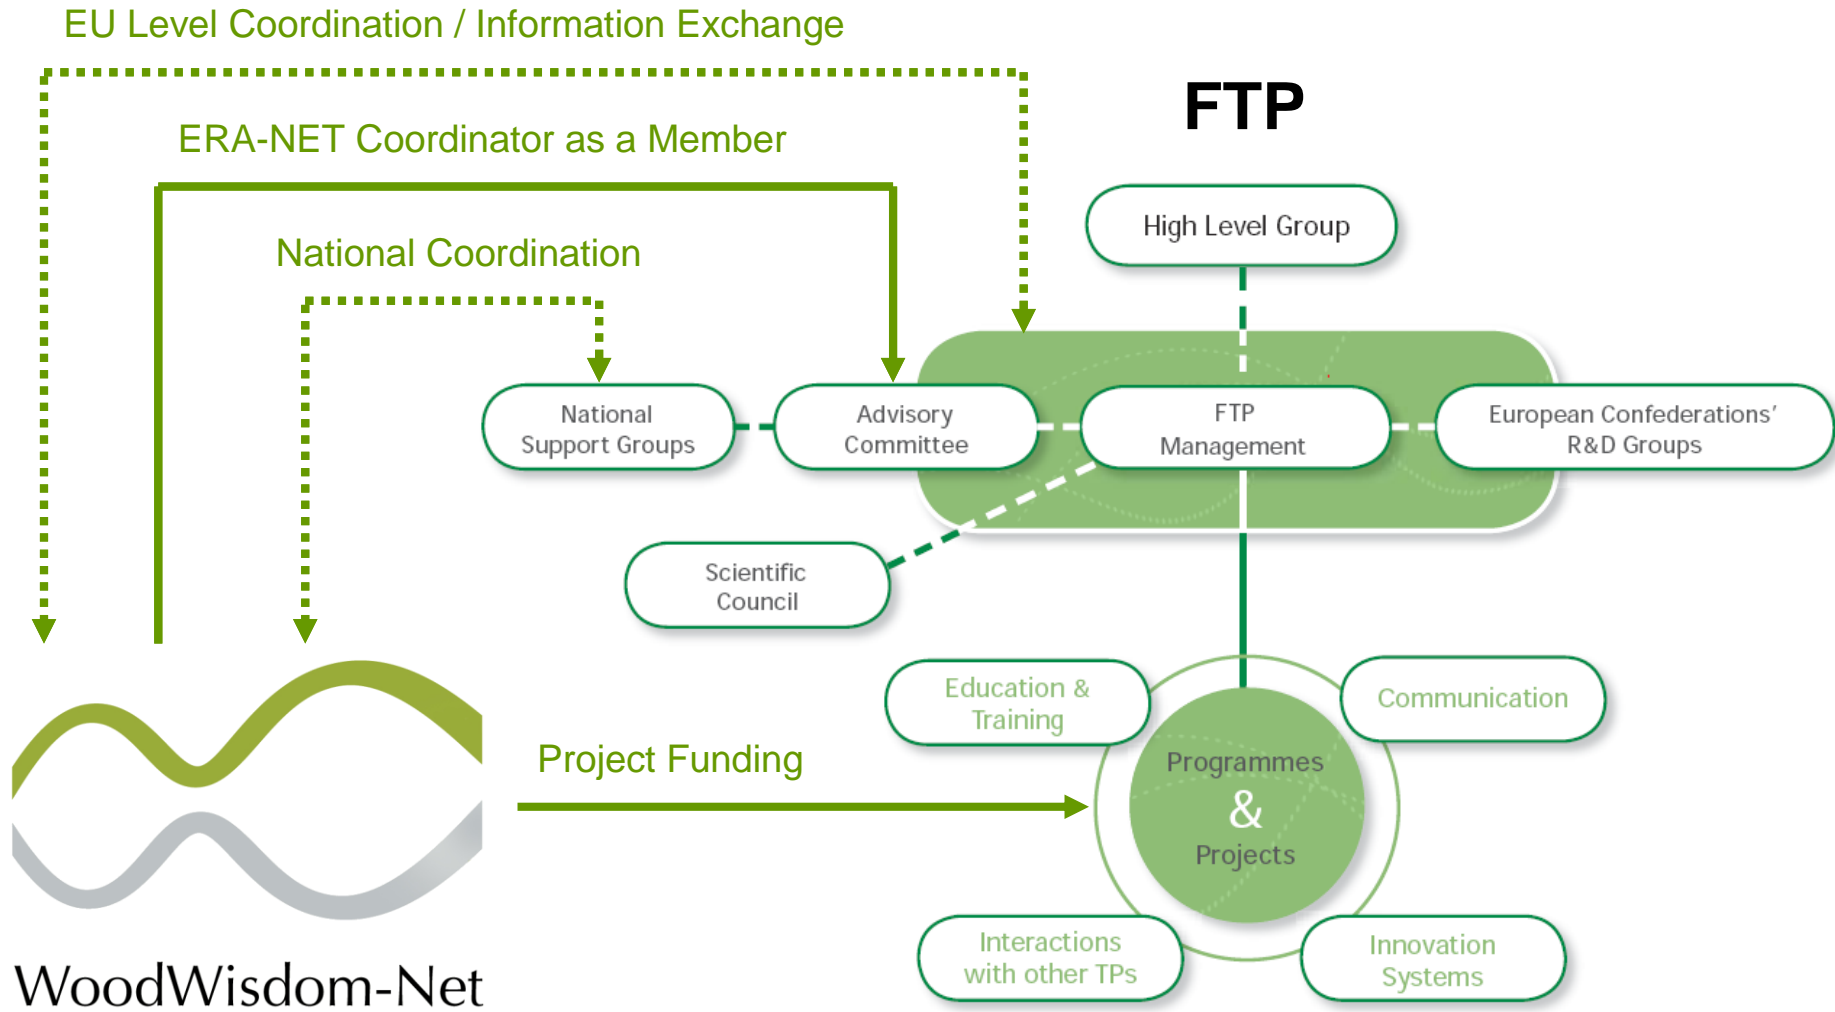 EU Level Coordination / Information Exchange
FTP
ERA-NET Coordinator as a Member
High Level Group
National Coordination
National
Support Groups
Advisory
Committee
FTP
Management
European Confederations’
R&D Groups
Scientific
Council
Education &
Training
Communication
Project Funding
Programmes
&
Projects
Interactions
with other TPs
Innovation
Systems
WoodWisdom-Net